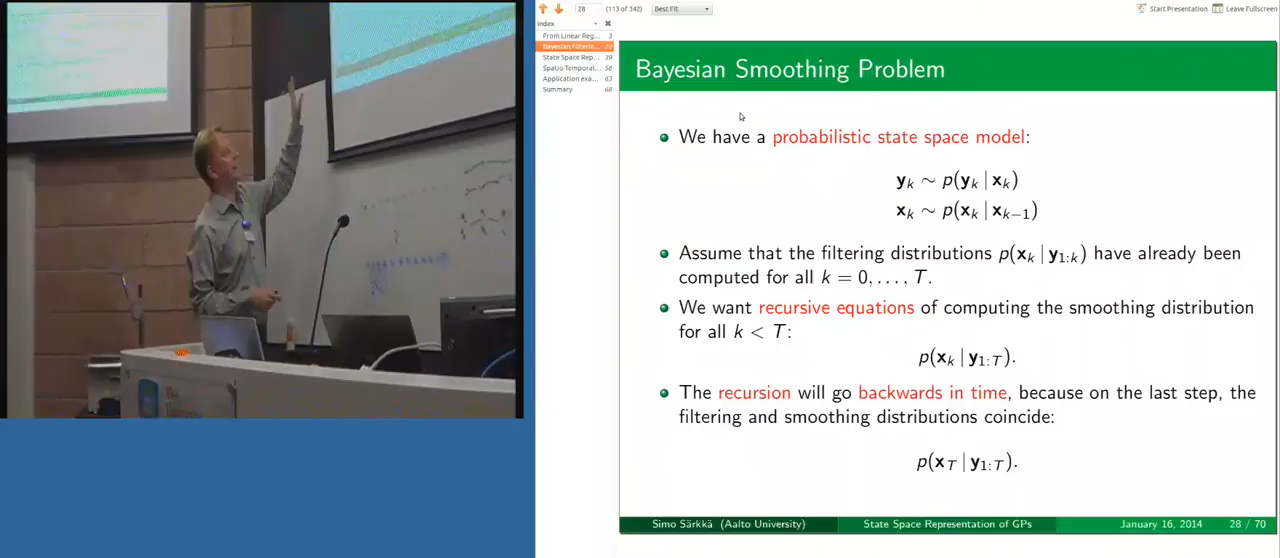 28 (113 of 342) Best Fit Start Presentation Leave Fullscreen
Index
From Linear Reg... 3
Bayesian Filterin... 22
State Space Rep... 39
Spatio-Temporal... 56
Application exa... 63
Summary 68
Bayesian Smoothing Problem
We have a probabilistic state space model:
y_k ∼ p(y_k | x_k)
x_k ∼ p(x_k | x_{k−1})
Assume that the filtering distributions p(x_k | y_{1:k}) have already been
computed for all k = 0, . . . , T.
We want recursive equations of computing the smoothing distribution
for all k < T:
p(x_k | y_{1:T}).
The recursion will go backwards in time, because on the last step, the
filtering and smoothing distributions coincide:
p(x_T | y_{1:T}).
Simo Särkkä (Aalto University) State Space Representation of GPs January 16, 2014 28 / 70